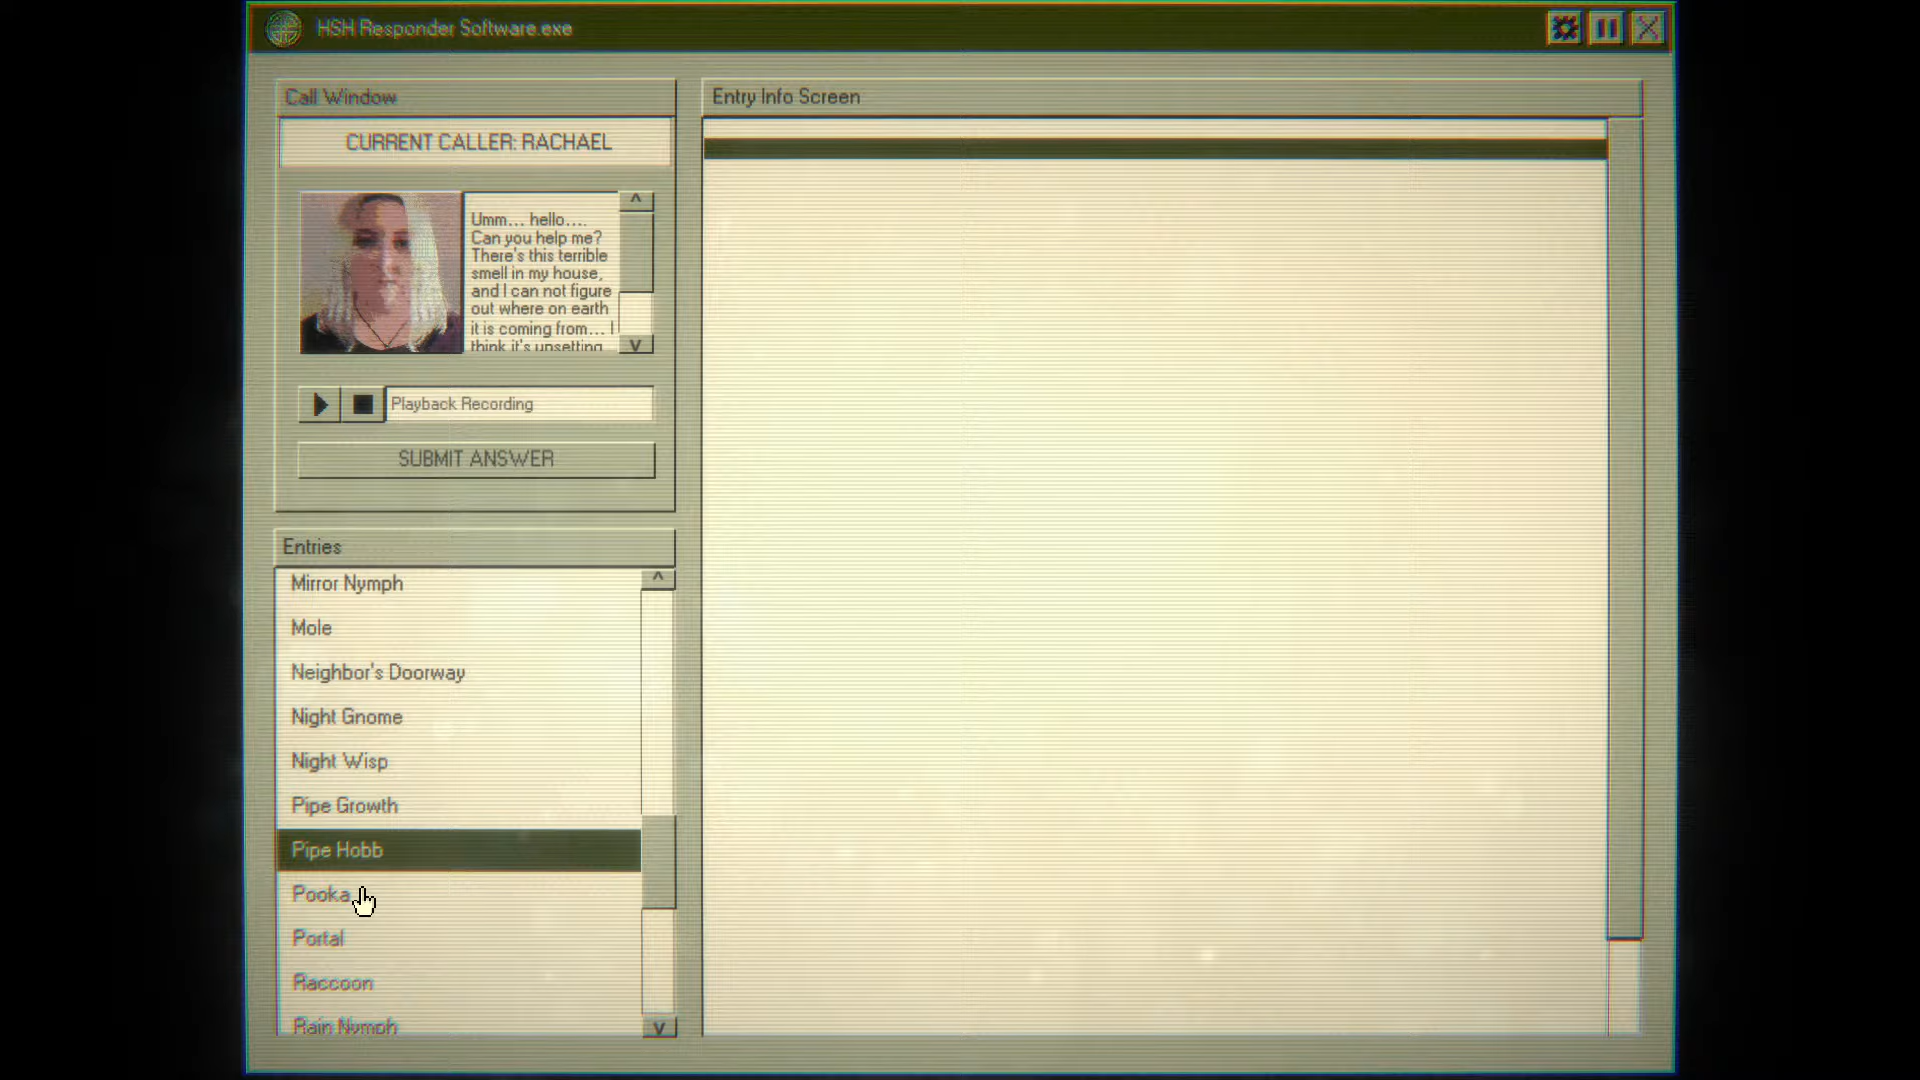 HSH Responder Software.exe
Call Window
CURRENT CALLER: RACHAEL
Umm... hello....
Can you help me?
There's this terrible
smell in my house,
and I can not figure
out where on earth
it is coming from... I
think it's upsetting
Playback Recording
SUBMIT ANSWER
Entries
Mirror Nymph
Mole
Neighbor's Doorway
Night Gnome
Night Wisp
Pipe Growth
Pipe Hobb
Pooka
Portal
Raccoon
Rain Nymph
Entry Info Screen